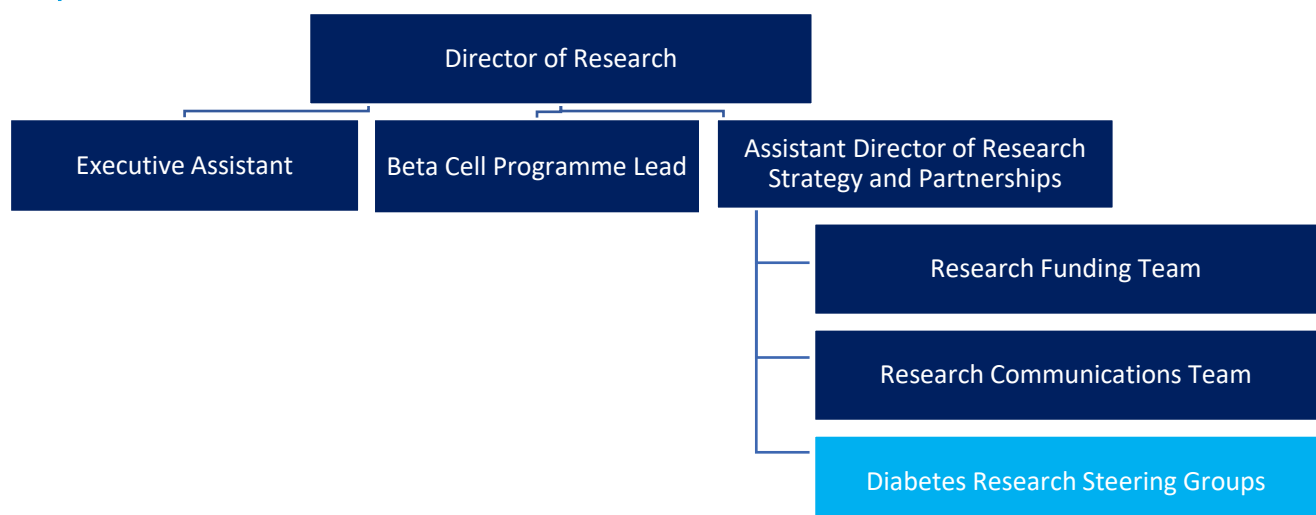 Director of Research
Executive Assistant
Beta Cell Programme Lead
Assistant Director of Research
Strategy and Partnerships
Research Funding Team
Research Communications Team
Diabetes Research Steering Groups